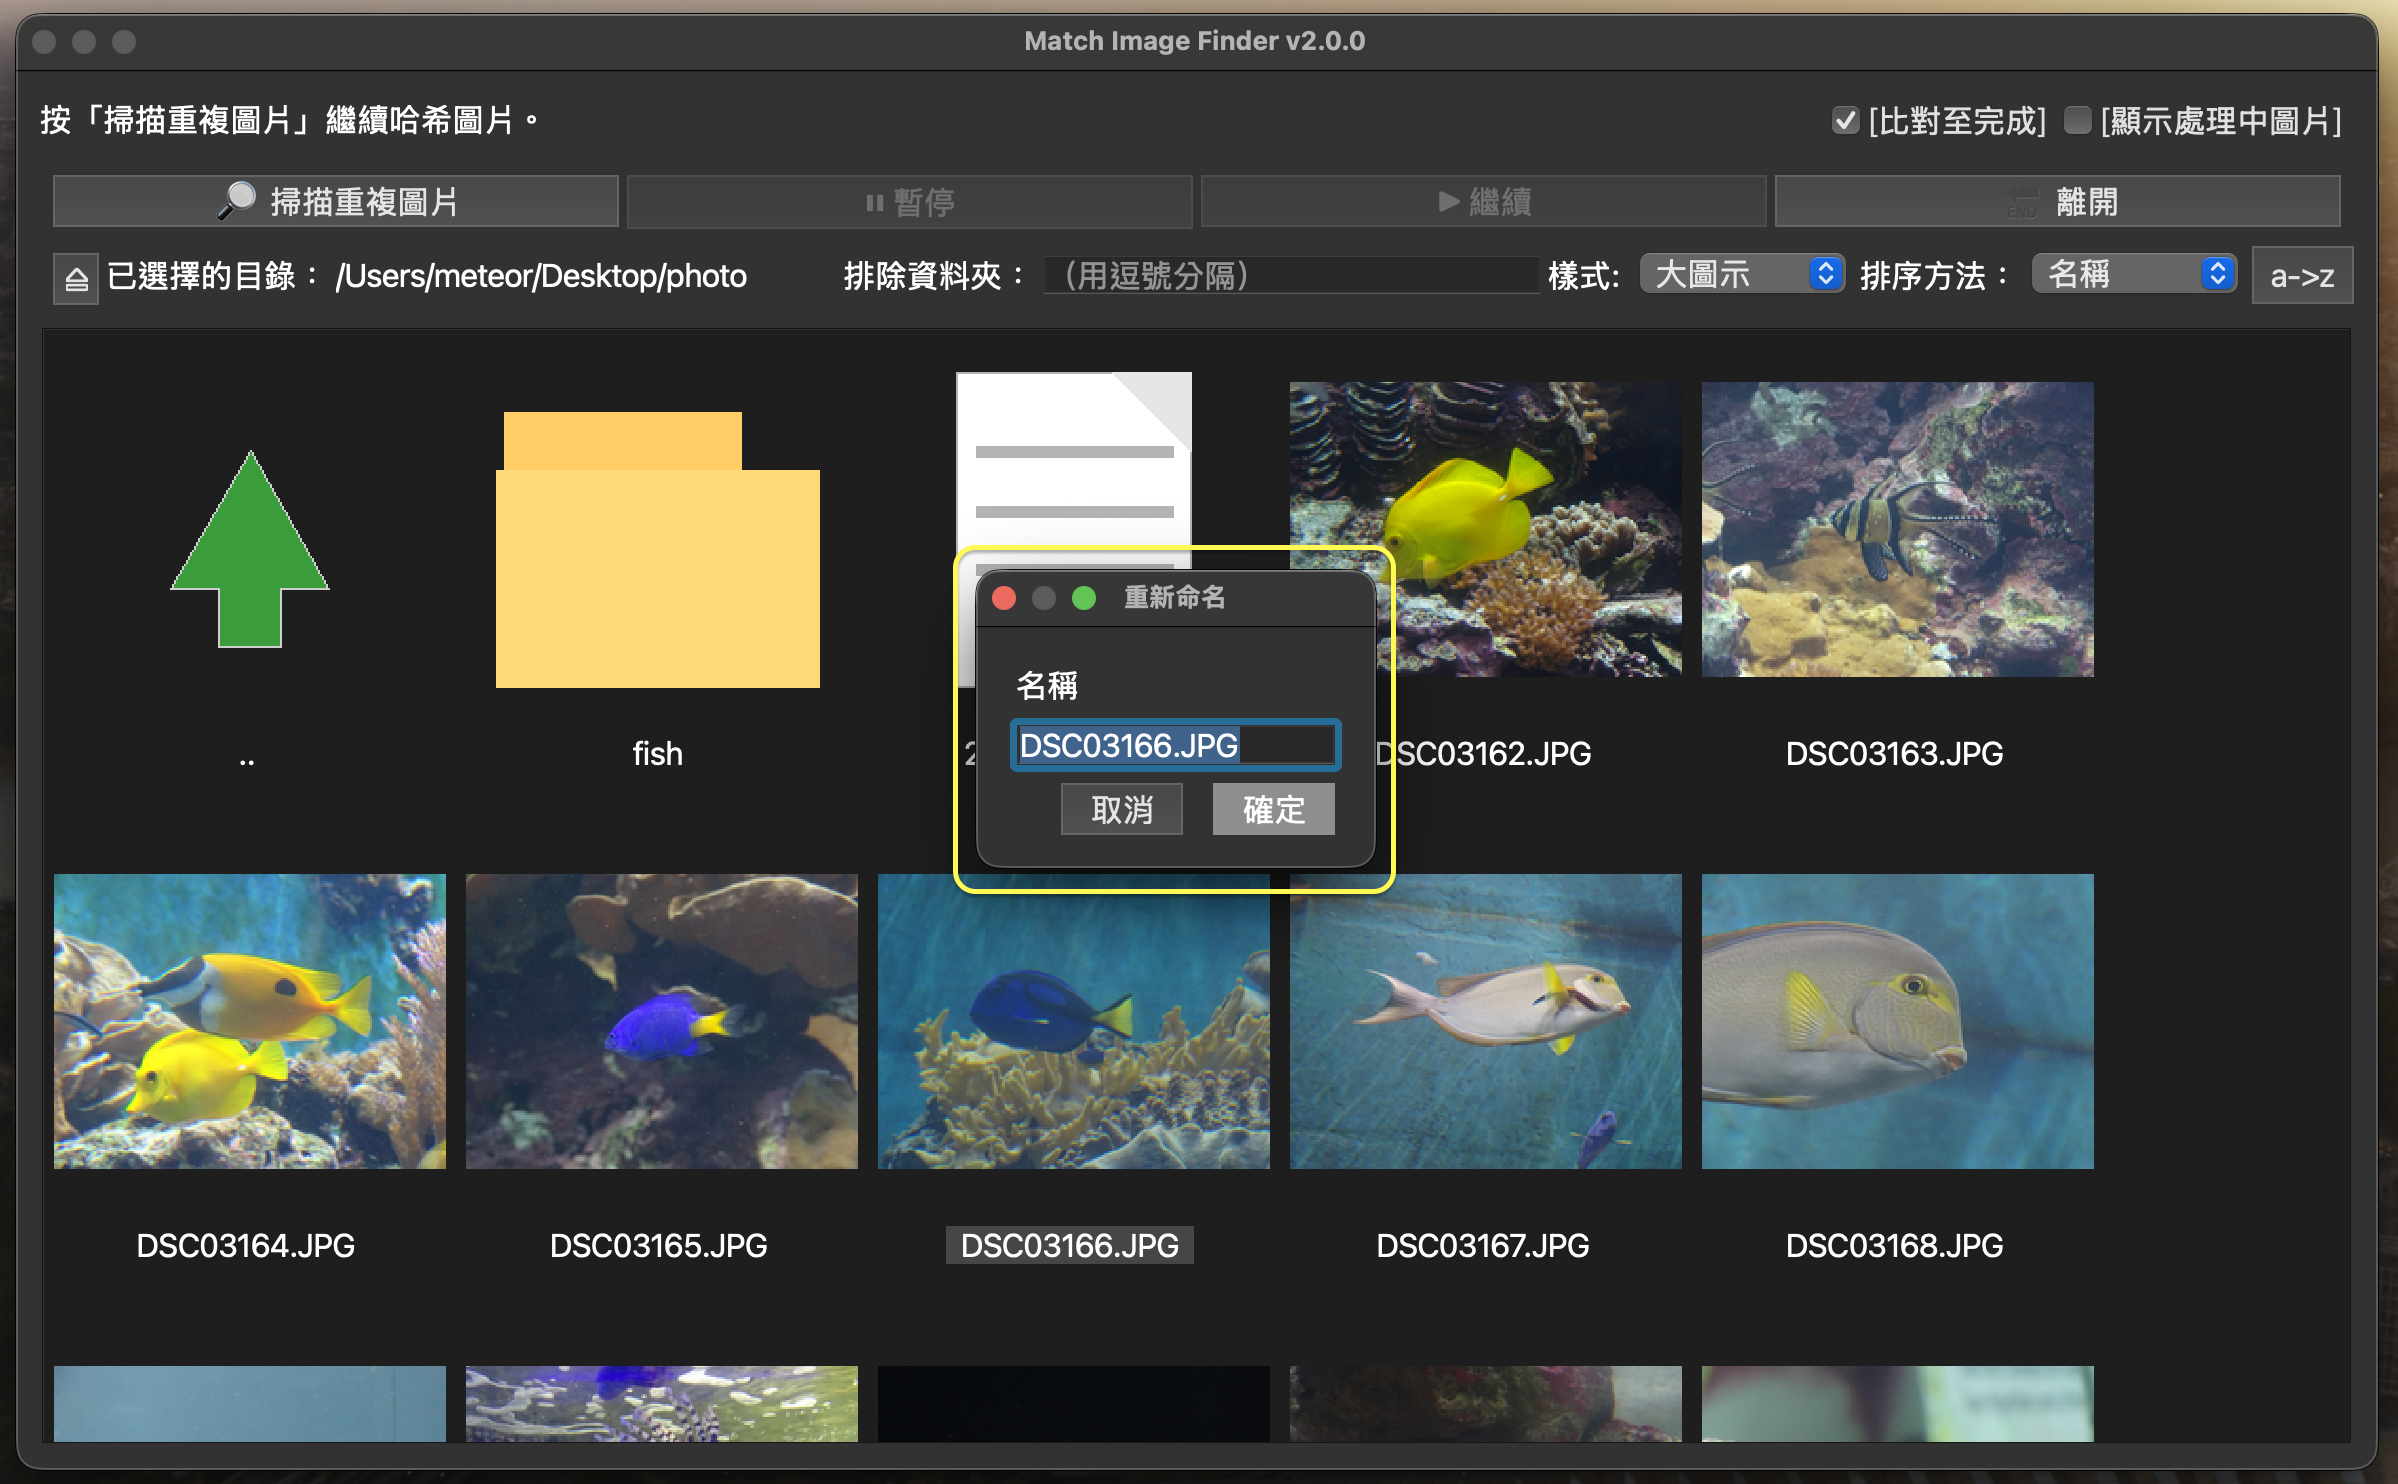 Match Image Finder v2.0.0
按「掃描重複圖片」繼續哈希圖片。
[比對至完成] [顯示處理中圖片]
掃描重複圖片 暫停 繼續 END 離開
已選擇的目錄： /Users/meteor/Desktop/photo 排除資料夾： （用逗號分隔） 樣式: 大圖示 排序方法： 名稱 a->z
重新命名
名稱
DSC03166.JPG
取消 確定
.. fish 2 DSC03162.JPG DSC03163.JPG
DSC03164.JPG DSC03165.JPG DSC03166.JPG DSC03167.JPG DSC03168.JPG